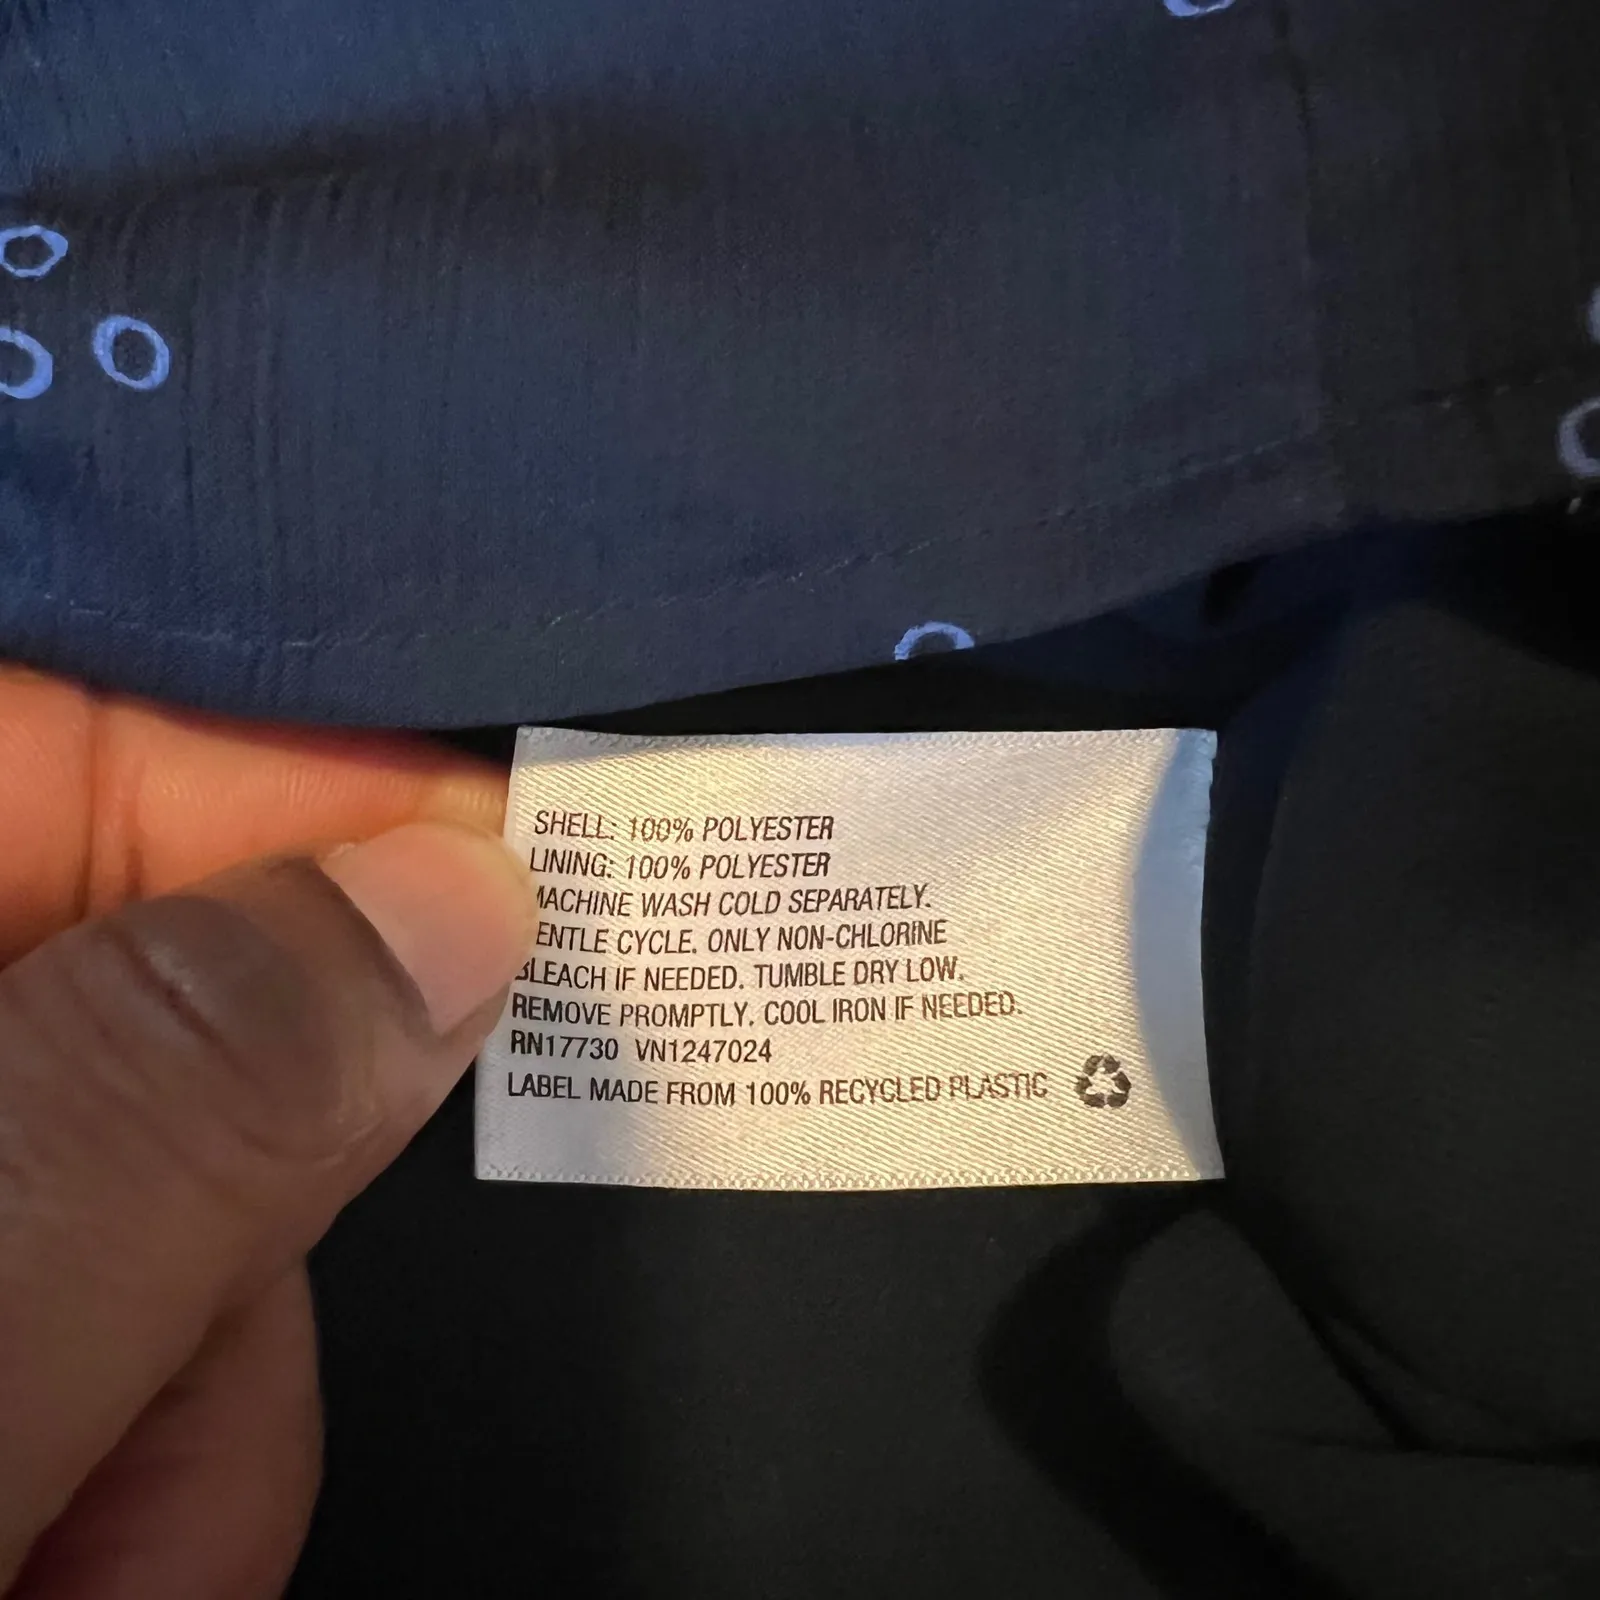 SHELL: 100% POLYESTER
LINING: 100% POLYESTER
MACHINE WASH COLD SEPARATELY.
ENTLE CYCLE. ONLY NON-CHLORINE
BLEACH IF NEEDED. TUMBLE DRY LOW.
REMOVE PROMPTLY. COOL IRON IF NEEDED.
RN17730 VN1247024
LABEL MADE FROM 100% RECYCLED PLASTIC